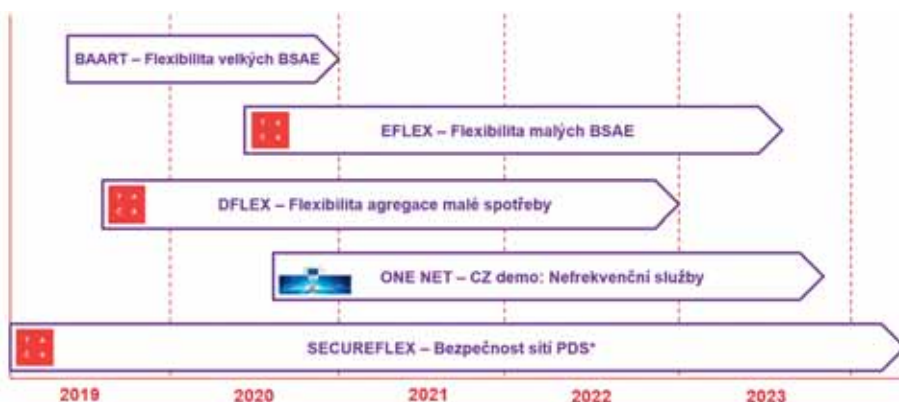 BAART – Flexibilita velkých BSAE
EFLEX – Flexibilita malých BSAE
DFLEX – Flexibilita agregace malé spotřeby
ONE NET – CZ demo: Nefrekvenční služby
SECUREFLEX – Bezpečnost sítí PDS*
2019 2020 2021 2022 2023